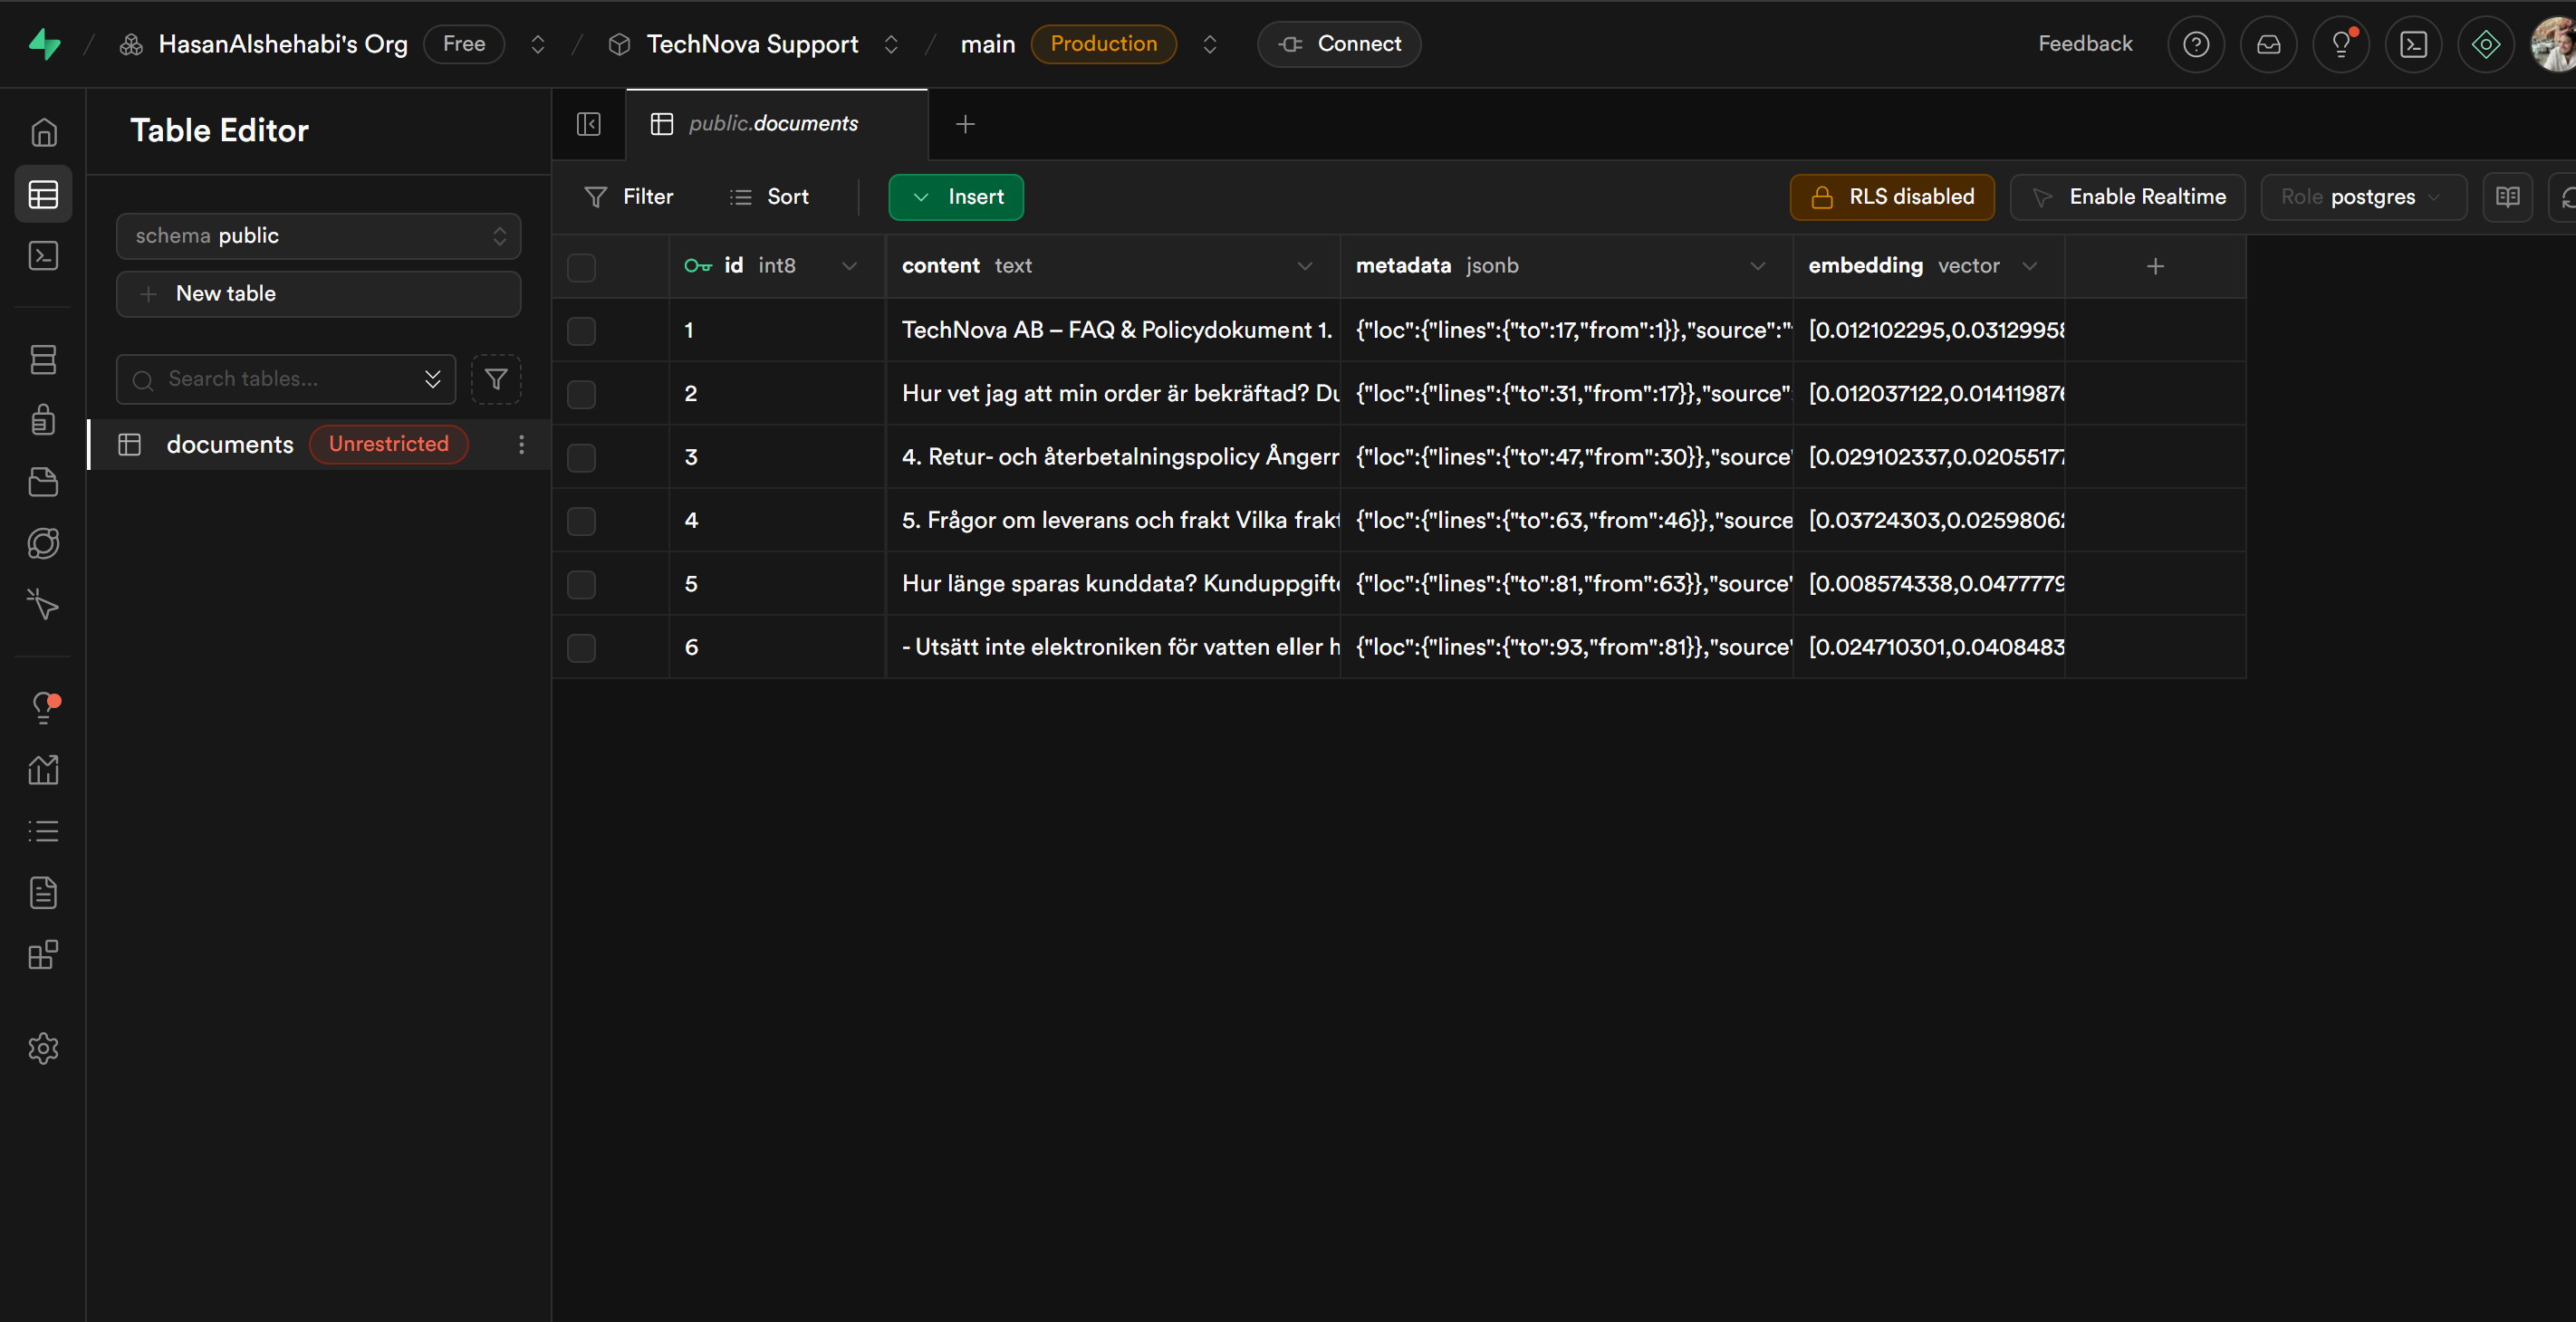 HasanAlshehabi's Org Free TechNova Support main Production Connect Feedback
Table Editor
public.documents
schema public
New table
Search tables...
documents Unrestricted
Filter Sort Insert RLS disabled Enable Realtime Role postgres
id int8 content text metadata jsonb embedding vector
1 TechNova AB – FAQ & Policydokument 1. {"loc":{"lines":{"to":17,"from":1}},"source":" [0.012102295,0.03129958
2 Hur vet jag att min order är bekräftad? Du {"loc":{"lines":{"to":31,"from":17}},"source": [0.012037122,0.01411987
3 4. Retur- och återbetalningspolicy Ångerr {"loc":{"lines":{"to":47,"from":30}},"source" [0.029102337,0.0205517
4 5. Frågor om leverans och frakt Vilka frakt {"loc":{"lines":{"to":63,"from":46}},"source [0.03724303,0.0259806
5 Hur länge sparas kunddata? Kunduppgifte {"loc":{"lines":{"to":81,"from":63}},"source" [0.008574338,0.0477779
6 - Utsätt inte elektroniken för vatten eller h {"loc":{"lines":{"to":93,"from":81}},"source" [0.024710301,0.0408483